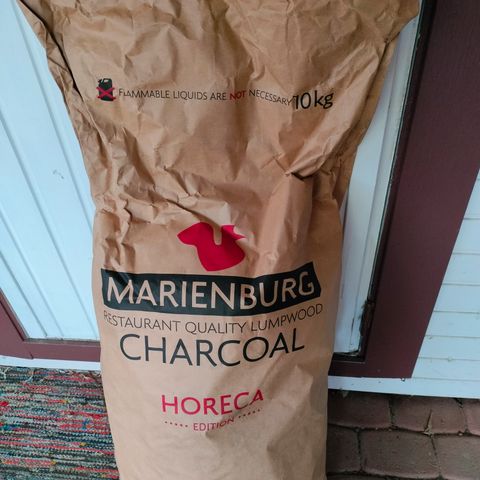 FLAMMABLE LIQUIDS ARE NOT NECESSARY 10kg
MARIENBURG
RESTAURANT QUALITY LUMPWOOD
CHARCOAL
HORECA
····· EDITION ·····